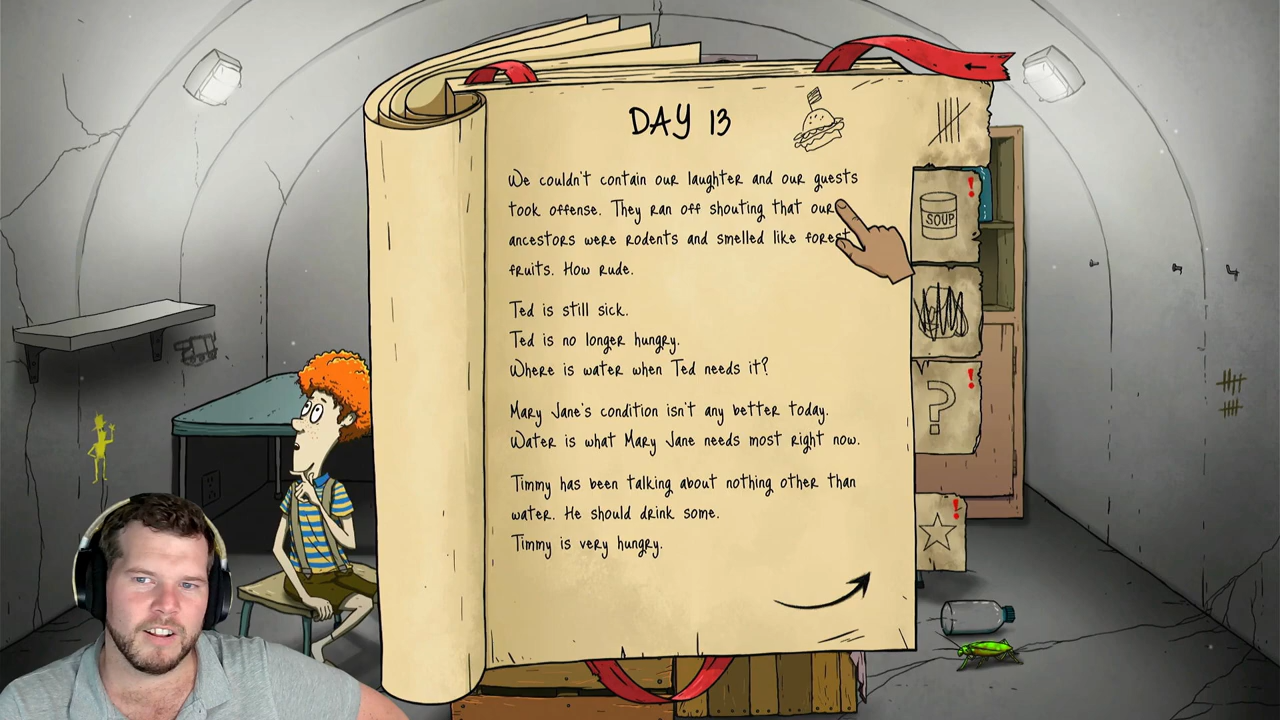 DAY 13
We couldn't contain our laughter and our guests
took offense. They ran off shouting that our
ancestors were rodents and smelled like forest
fruits. How rude.
Ted is still sick.
Ted is no longer hungry.
Where is water when Ted needs it?
Mary Jane's condition isn't any better today.
Water is what Mary Jane needs most right now.
Timmy has been talking about nothing other than
water. He should drink some.
Timmy is very hungry.
!
SOUP
!
?
!